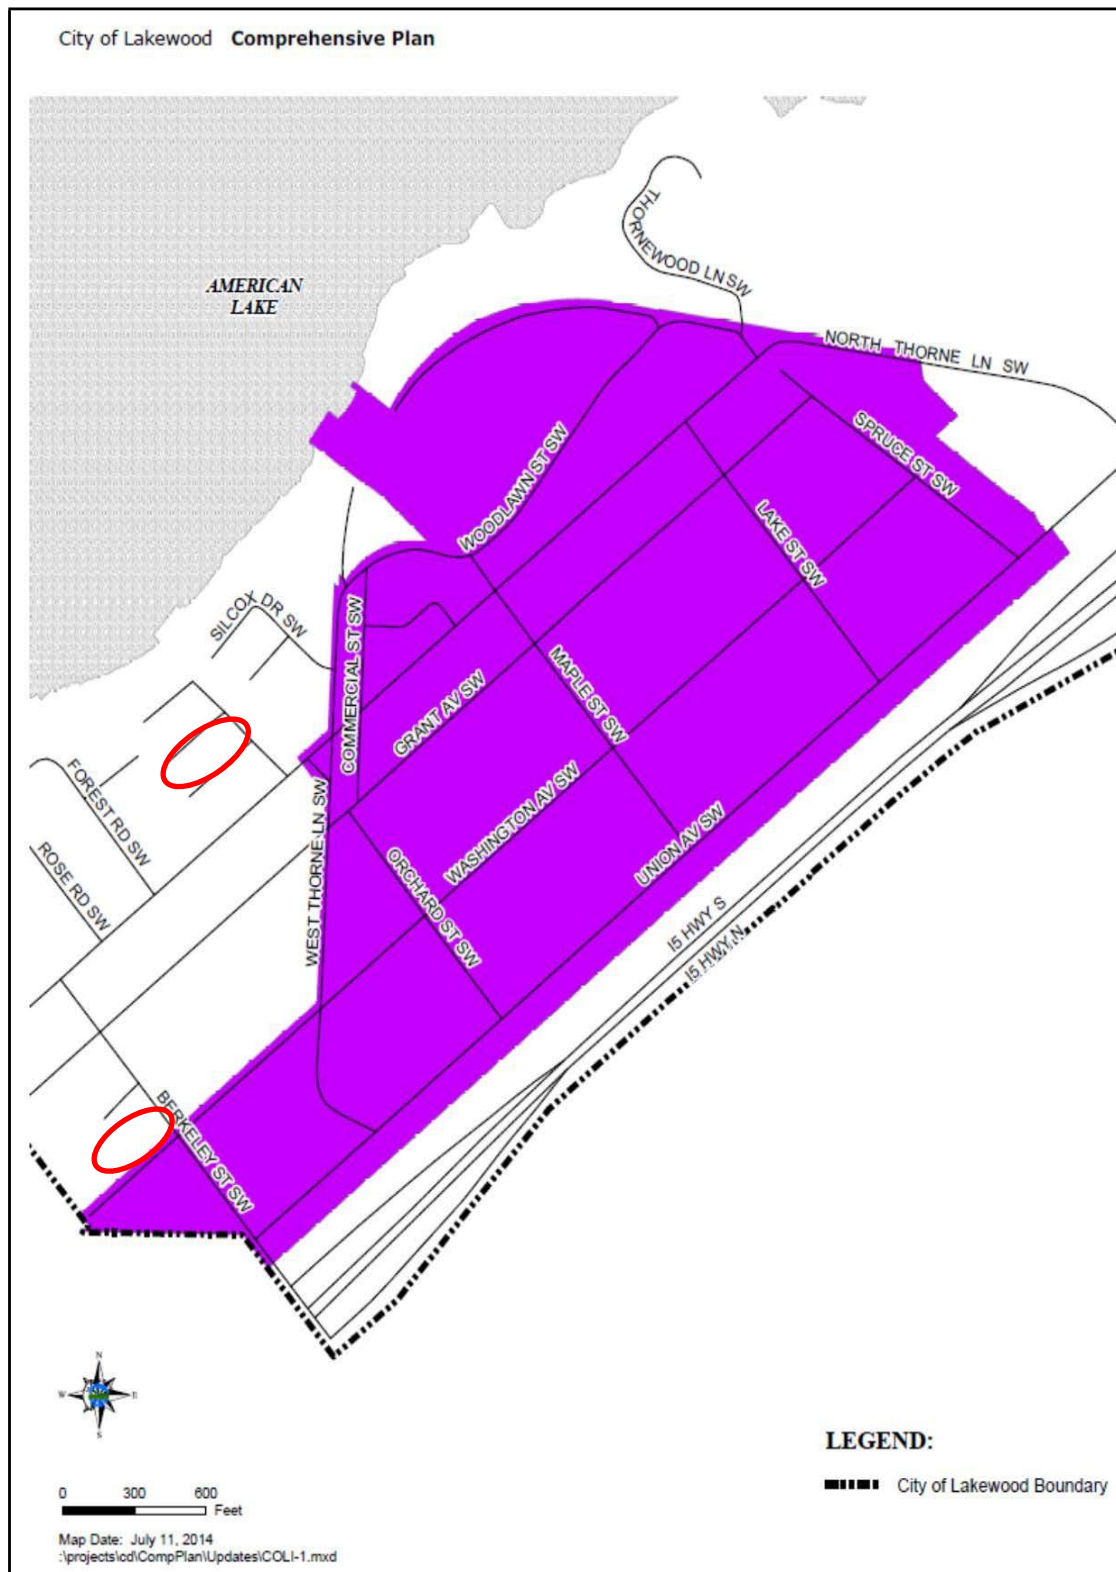 City of Lakewood Comprehensive Plan
AMERICAN
LAKE
THORNEWOOD LN SW
NORTH THORNE LN SW
SPRUCE ST SW
WOODLAWN ST SW
LAKE ST SW
SILCOX DR SW
COMMERCIAL ST SW
MAPLE ST SW
GRANT AV SW
FOREST RD SW
WASHINGTON AV SW
UNION AV SW
ROSE RD SW
WEST THORNE LN SW
ORCHARD ST SW
I5 HWY S
I5 HWY N
BERKELEY ST SW
N
W
E
S
LEGEND:
City of Lakewood Boundary
0 300 600
Feet
Map Date: July 11, 2014
:\projects\cd\CompPlan\Updates\COLI-1.mxd